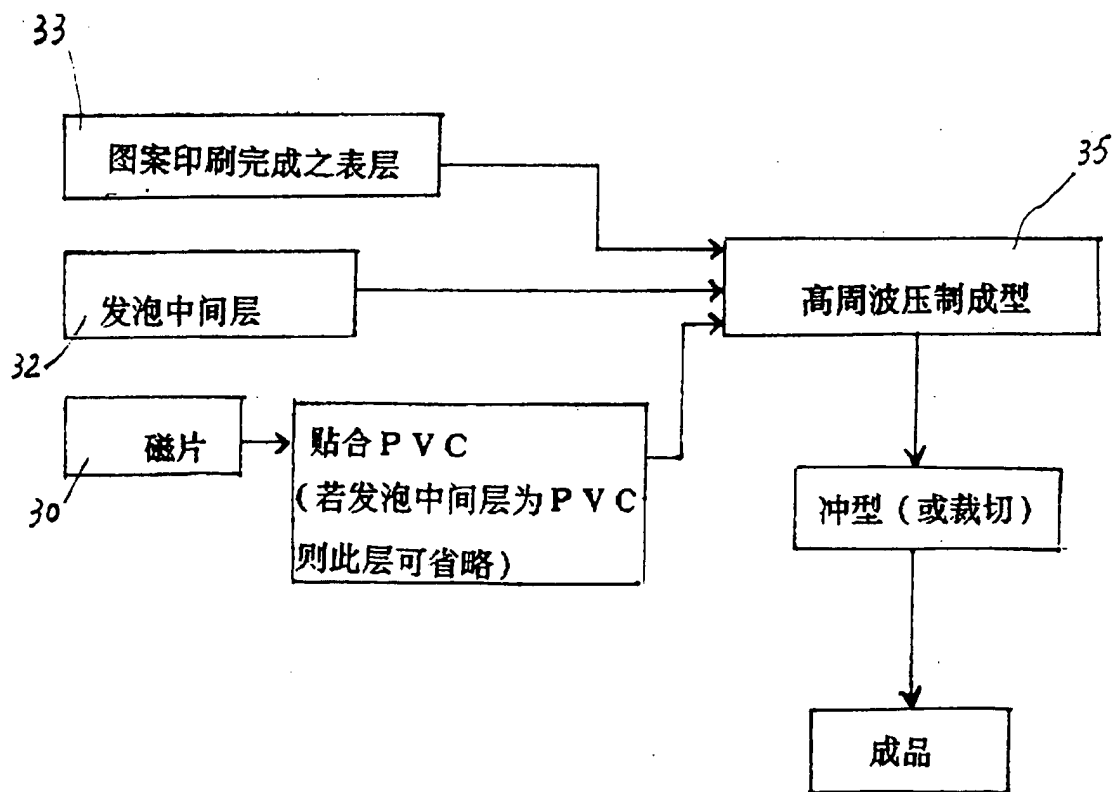 33
图案印刷完成之表层
35
发泡中间层
高周波压制成型
32
磁片
贴合PVC
(若发泡中间层为PVC
则此层可省略)
30
冲型(或裁切)
成品